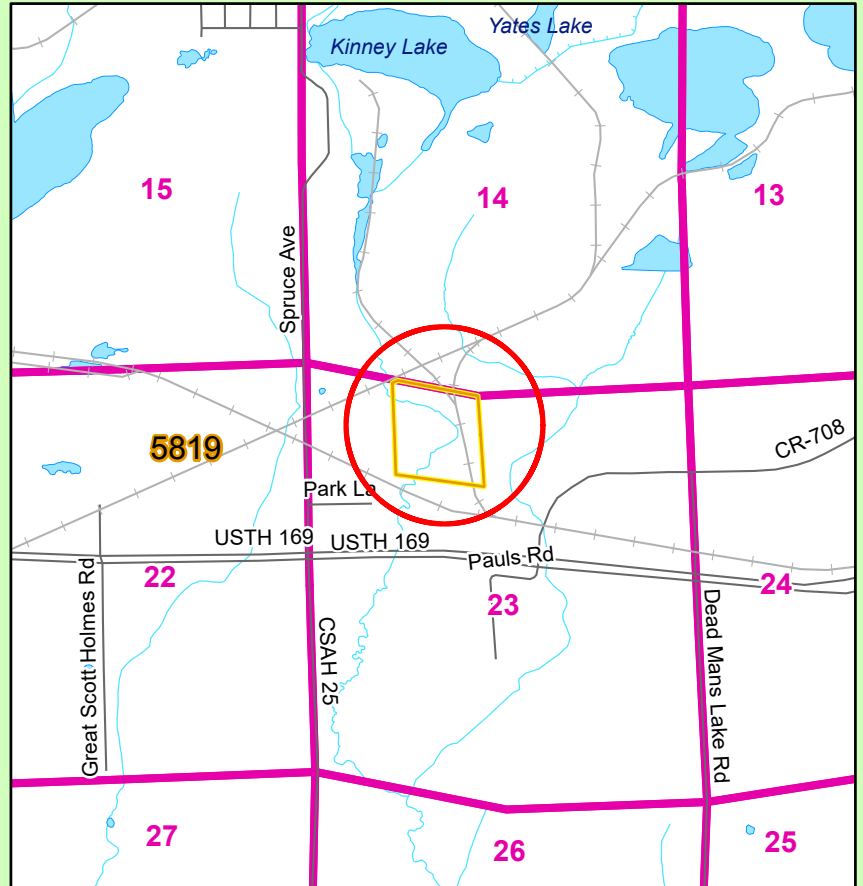 Yates Lake
Kinney Lake
15
14
13
Spruce Ave
5819
CR-708
Park La
USTH 169
USTH 169
Pauls Rd
22
23
24
Great Scott Holmes Rd
CSAH 25
Dead Mans Lake Rd
27
26
25